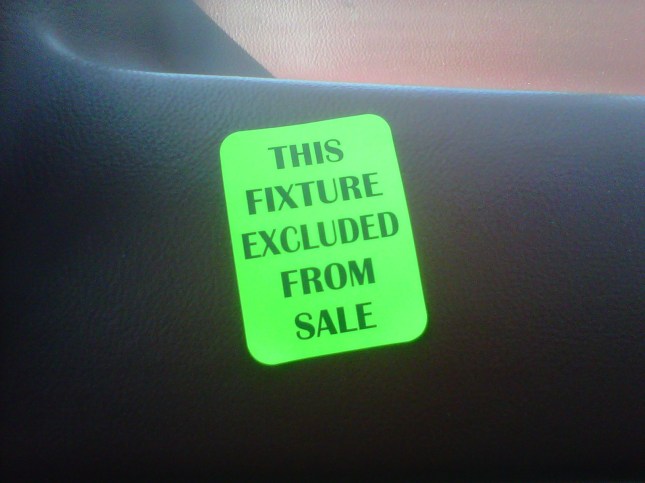 THIS
FIXTURE
EXCLUDED
FROM
SALE